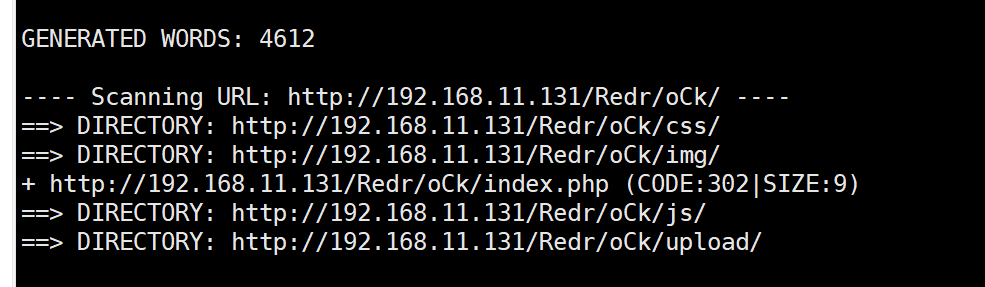 GENERATED WORDS: 4612
---- Scanning URL: http://192.168.11.131/Redr/oCk/ ----
==> DIRECTORY: http://192.168.11.131/Redr/oCk/css/
==> DIRECTORY: http://192.168.11.131/Redr/oCk/img/
+ http://192.168.11.131/Redr/oCk/index.php (CODE:302|SIZE:9)
==> DIRECTORY: http://192.168.11.131/Redr/oCk/js/
==> DIRECTORY: http://192.168.11.131/Redr/oCk/upload/